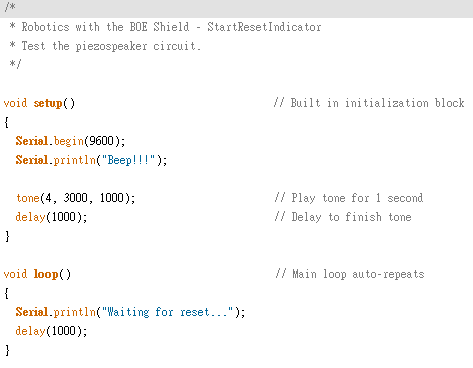 /*
 * Robotics with the BOE Shield - StartResetIndicator
 * Test the piezospeaker circuit.
 */

void setup()                                 // Built in initialization block
{
  Serial.begin(9600);
  Serial.println("Beep!!!");

  tone(4, 3000, 1000);                       // Play tone for 1 second
  delay(1000);                               // Delay to finish tone
}

void loop()                                  // Main loop auto-repeats
{
  Serial.println("Waiting for reset...");
  delay(1000);
}